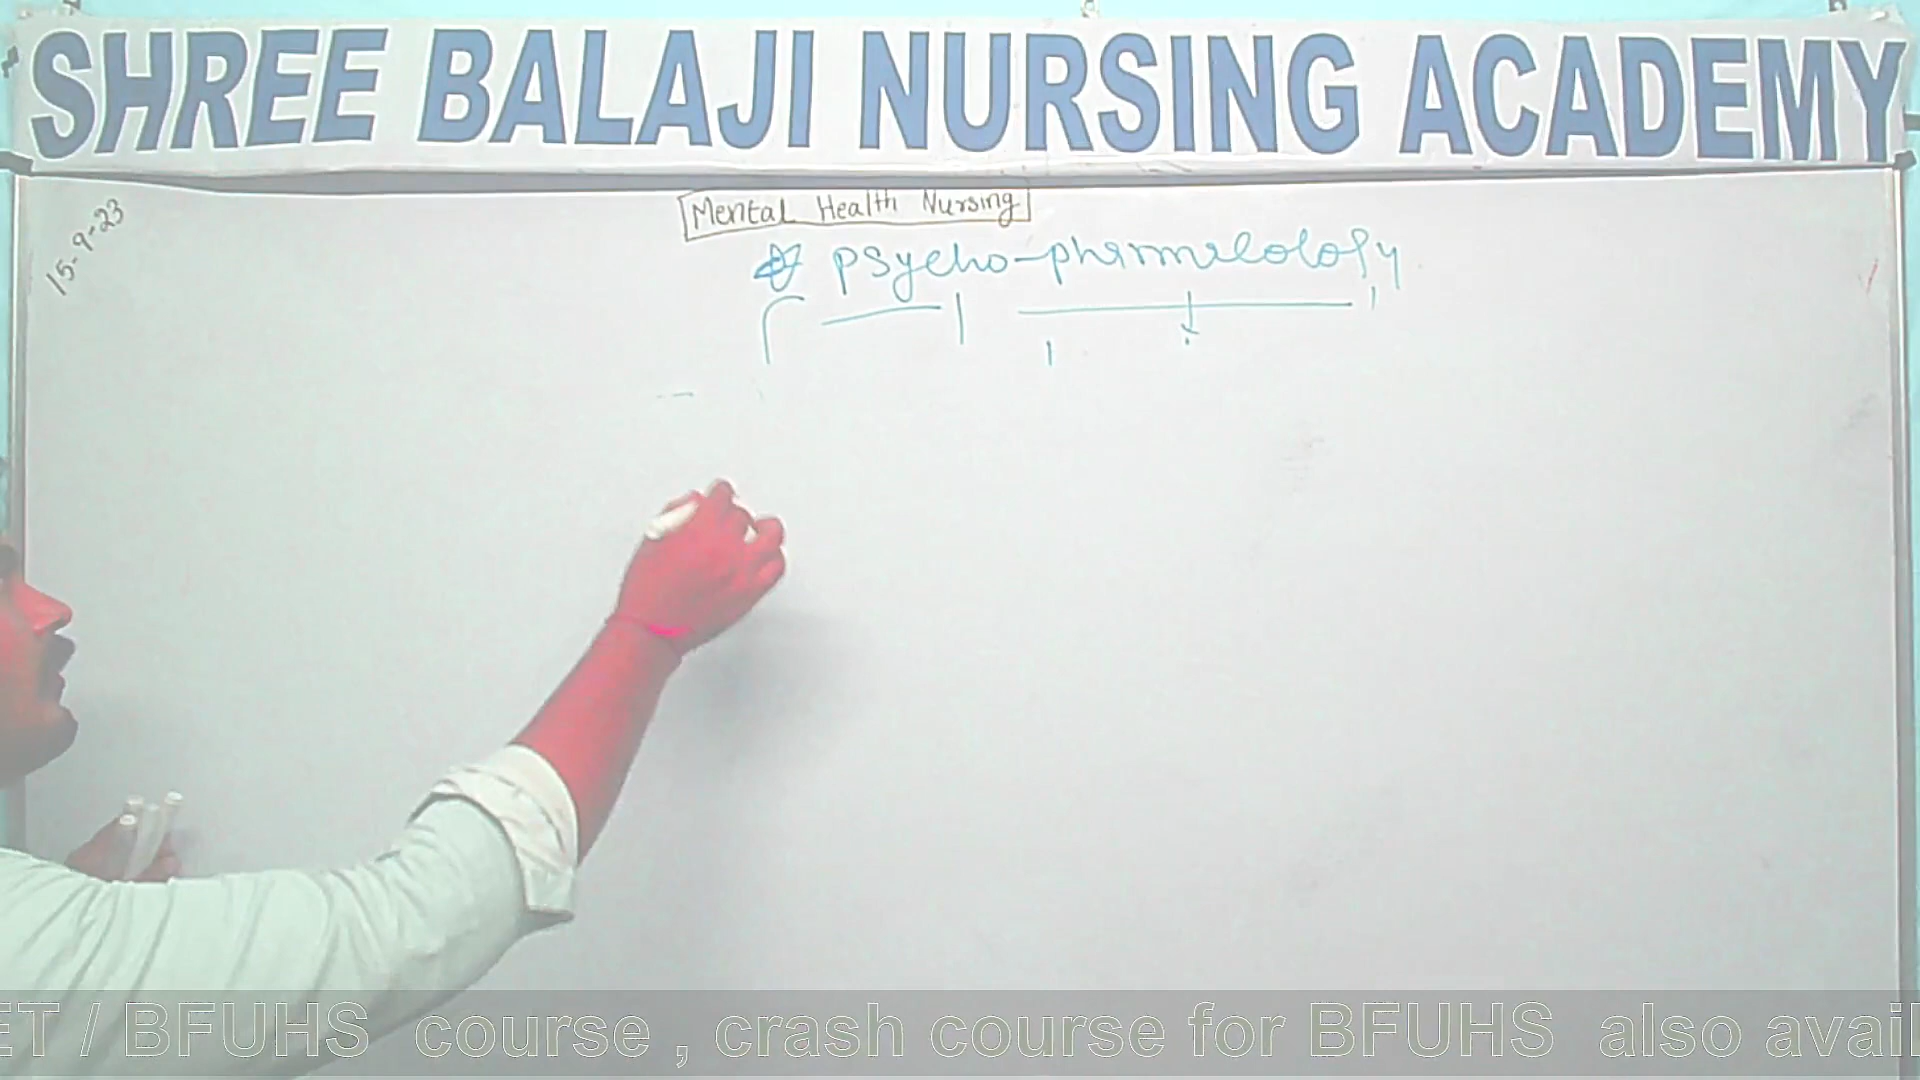 SHREE BALAJI NURSING ACADEMY
15-9-23
Mental Health Nursing
Psycho-pharmacology
ET / BFUHS course , crash course for BFUHS also avail